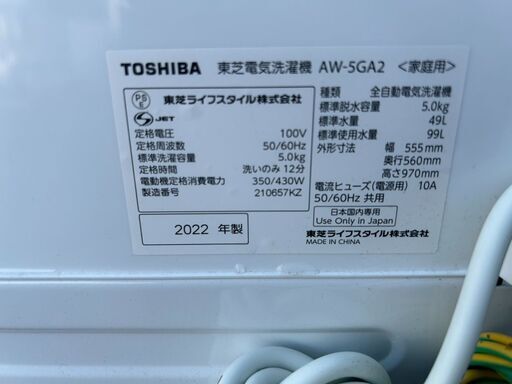 TOSHIBA 東芝電気洗濯機 AW-5GA2 <家庭用>
PS
E
東芝ライフスタイル株式会社
JET
定格電圧 100V
定格周波数 50/60Hz
標準洗濯容量 5.0kg
定格時間 洗いのみ 12分
電動機定格消費電力 350/430W
製造番号 210657KZ
2022 年製
種類 全自動電気洗濯機
標準脱水容量 5.0kg
標準水量 49L
標準使用水量 99L
外形寸法 幅 555mm
奥行560mm
高さ970mm
電流ヒューズ(電源用) 10A
50/60Hz 共用
日本国内専用
Use Only in Japan
東芝ライフスタイル株式会社
MADE IN CHINA